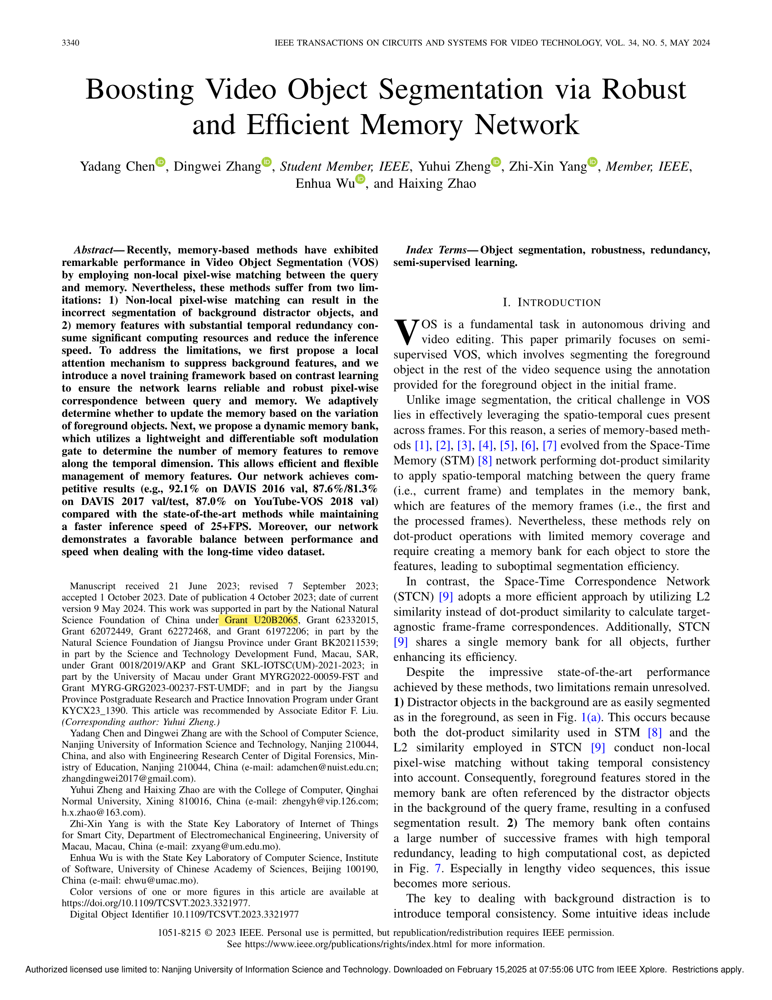 3340
IEEE TRANSACTIONS ON CIRCUITS AND SYSTEMS FOR VIDEO TECHNOLOGY, VOL. 34, NO. 5, MAY 2024
Boosting Video Object Segmentation via Robust
and Efficient Memory Network
Yadang Chen iD, Dingwei Zhang iD, Student Member, IEEE, Yuhui Zheng iD, Zhi-Xin Yang iD, Member, IEEE,
Enhua Wu iD, and Haixing Zhao
Abstract—Recently, memory-based methods have exhibited
remarkable performance in Video Object Segmentation (VOS)
by employing non-local pixel-wise matching between the query
and memory. Nevertheless, these methods suffer from two lim-
itations: 1) Non-local pixel-wise matching can result in the
incorrect segmentation of background distractor objects, and
2) memory features with substantial temporal redundancy con-
sume significant computing resources and reduce the inference
speed. To address the limitations, we first propose a local
attention mechanism to suppress background features, and we
introduce a novel training framework based on contrast learning
to ensure the network learns reliable and robust pixel-wise
correspondence between query and memory. We adaptively
determine whether to update the memory based on the variation
of foreground objects. Next, we propose a dynamic memory bank,
which utilizes a lightweight and differentiable soft modulation
gate to determine the number of memory features to remove
along the temporal dimension. This allows efficient and flexible
management of memory features. Our network achieves com-
petitive results (e.g., 92.1% on DAVIS 2016 val, 87.6%/81.3%
on DAVIS 2017 val/test, 87.0% on YouTube-VOS 2018 val)
compared with the state-of-the-art methods while maintaining
a faster inference speed of 25+FPS. Moreover, our network
demonstrates a favorable balance between performance and
speed when dealing with the long-time video dataset.
Manuscript received 21 June 2023; revised 7 September 2023;
accepted 1 October 2023. Date of publication 4 October 2023; date of current
version 9 May 2024. This work was supported in part by the National Natural
Science Foundation of China under Grant U20B2065, Grant 62332015,
Grant 62072449, Grant 62272468, and Grant 61972206; in part by the
Natural Science Foundation of Jiangsu Province under Grant BK20211539;
in part by the Science and Technology Development Fund, Macau, SAR,
under Grant 0018/2019/AKP and Grant SKL-IOTSC(UM)-2021-2023; in
part by the University of Macau under Grant MYRG2022-00059-FST and
Grant MYRG-GRG2023-00237-FST-UMDF; and in part by the Jiangsu
Province Postgraduate Research and Practice Innovation Program under Grant
KYCX23_1390. This article was recommended by Associate Editor F. Liu.
(Corresponding author: Yuhui Zheng.)
Yadang Chen and Dingwei Zhang are with the School of Computer Science,
Nanjing University of Information Science and Technology, Nanjing 210044,
China, and also with Engineering Research Center of Digital Forensics, Min-
istry of Education, Nanjing 210044, China (e-mail: adamchen@nuist.edu.cn;
zhangdingwei2017@gmail.com).
Yuhui Zheng and Haixing Zhao are with the College of Computer, Qinghai
Normal University, Xining 810016, China (e-mail: zhengyh@vip.126.com;
h.x.zhao@163.com).
Zhi-Xin Yang is with the State Key Laboratory of Internet of Things
for Smart City, Department of Electromechanical Engineering, University of
Macau, Macau, China (e-mail: zxyang@um.edu.mo).
Enhua Wu is with the State Key Laboratory of Computer Science, Institute
of Software, University of Chinese Academy of Sciences, Beijing 100190,
China (e-mail: ehwu@umac.mo).
Color versions of one or more figures in this article are available at
https://doi.org/10.1109/TCSVT.2023.3321977.
Digital Object Identifier 10.1109/TCSVT.2023.3321977
Index Terms—Object segmentation, robustness, redundancy,
semi-supervised learning.
I. INTRODUCTION
VOS is a fundamental task in autonomous driving and
video editing. This paper primarily focuses on semi-
supervised VOS, which involves segmenting the foreground
object in the rest of the video sequence using the annotation
provided for the foreground object in the initial frame.
Unlike image segmentation, the critical challenge in VOS
lies in effectively leveraging the spatio-temporal cues present
across frames. For this reason, a series of memory-based meth-
ods [1], [2], [3], [4], [5], [6], [7] evolved from the Space-Time
Memory (STM) [8] network performing dot-product similarity
to apply spatio-temporal matching between the query frame
(i.e., current frame) and templates in the memory bank,
which are features of the memory frames (i.e., the first and
the processed frames). Nevertheless, these methods rely on
dot-product operations with limited memory coverage and
require creating a memory bank for each object to store the
features, leading to suboptimal segmentation efficiency.
In contrast, the Space-Time Correspondence Network
(STCN) [9] adopts a more efficient approach by utilizing L2
similarity instead of dot-product similarity to calculate target-
agnostic frame-frame correspondences. Additionally, STCN
[9] shares a single memory bank for all objects, further
enhancing its efficiency.
Despite the impressive state-of-the-art performance
achieved by these methods, two limitations remain unresolved.
1) Distractor objects in the background are as easily segmented
as in the foreground, as seen in Fig. 1(a). This occurs because
both the dot-product similarity used in STM [8] and the
L2 similarity employed in STCN [9] conduct non-local
pixel-wise matching without taking temporal consistency
into account. Consequently, foreground features stored in the
memory bank are often referenced by the distractor objects
in the background of the query frame, resulting in a confused
segmentation result. 2) The memory bank often contains
a large number of successive frames with high temporal
redundancy, leading to high computational cost, as depicted
in Fig. 7. Especially in lengthy video sequences, this issue
becomes more serious.
The key to dealing with background distraction is to
introduce temporal consistency. Some intuitive ideas include
1051-8215 © 2023 IEEE. Personal use is permitted, but republication/redistribution requires IEEE permission.
See https://www.ieee.org/publications/rights/index.html for more information.
Authorized licensed use limited to: Nanjing University of Information Science and Technology. Downloaded on February 15,2025 at 07:55:06 UTC from IEEE Xplore. Restrictions apply.